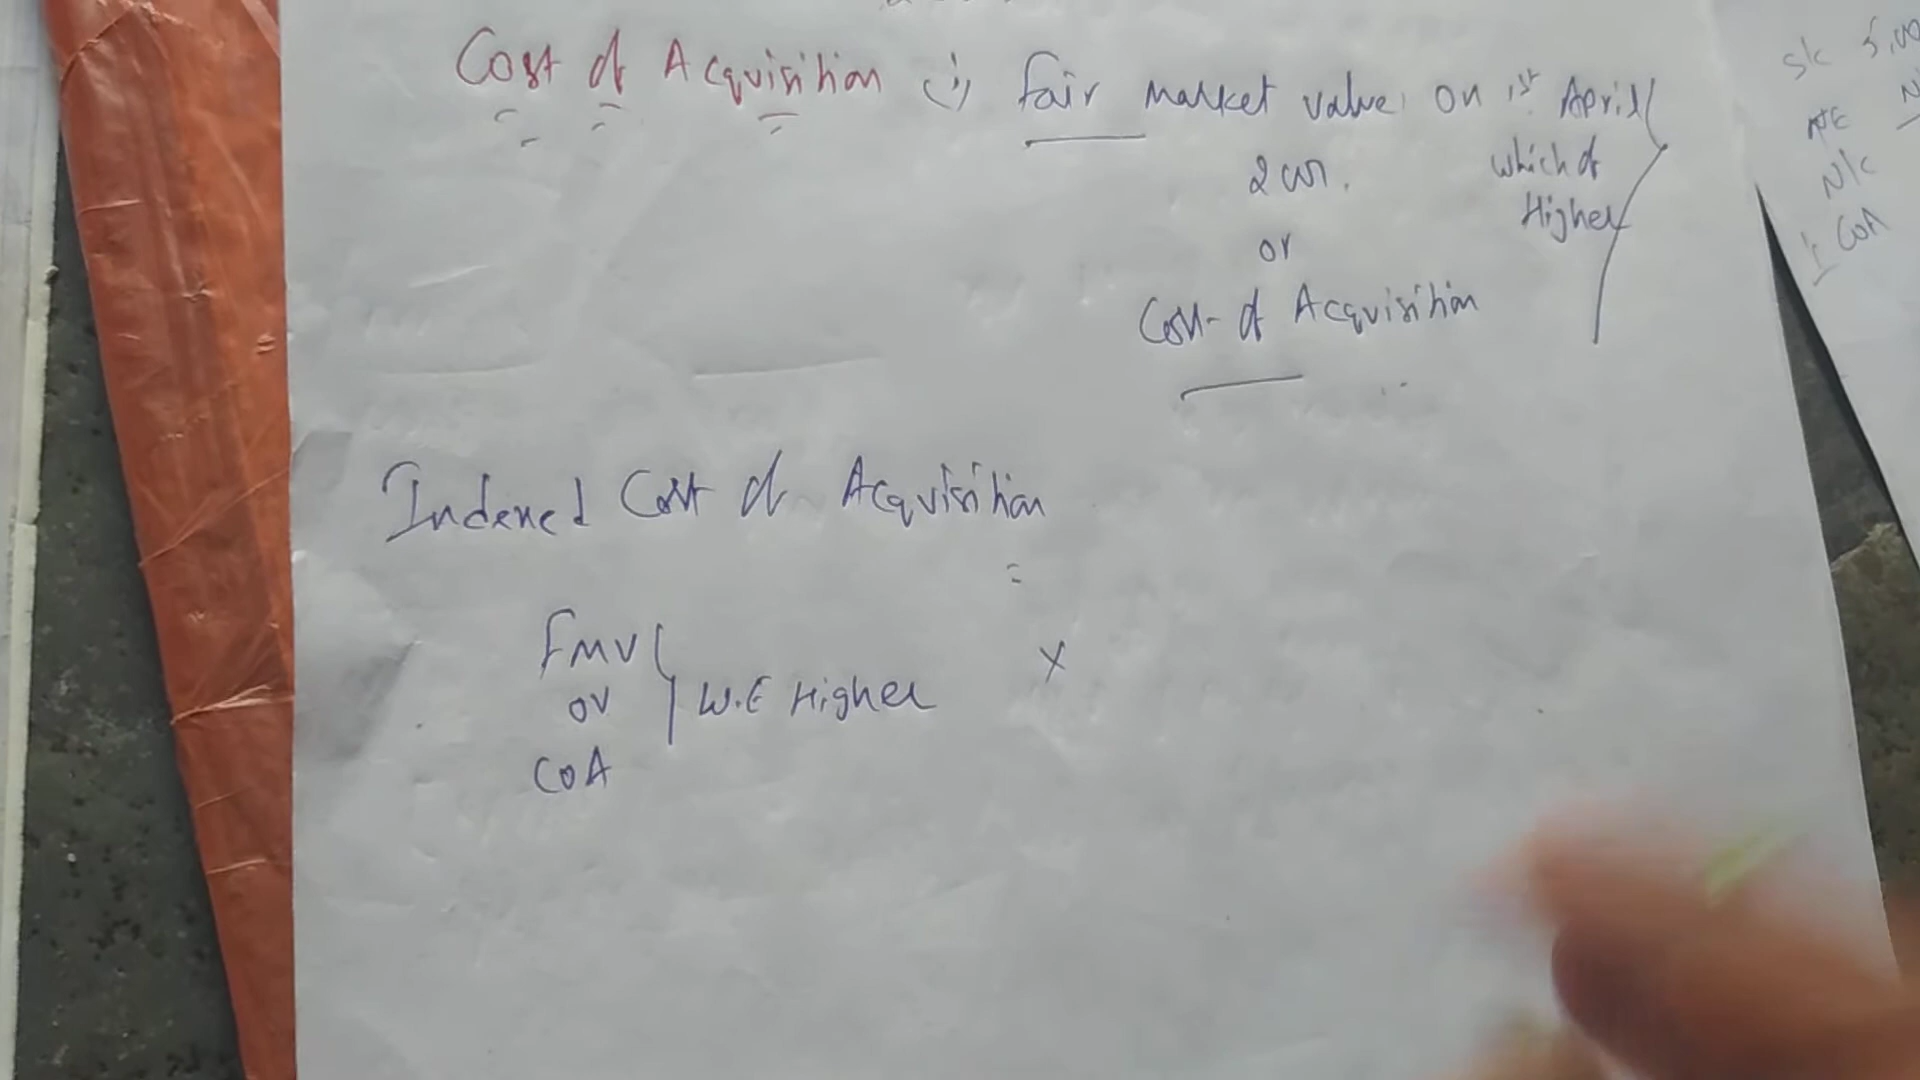 Cost of Acquisition (i) Fair market value on 1st April
2001.
which of
Higher
or
Cost of Acquisition
Indexed Cost of Acquisition
=
FMV
or W.E Higher X
COA
S/C
N/C
COA